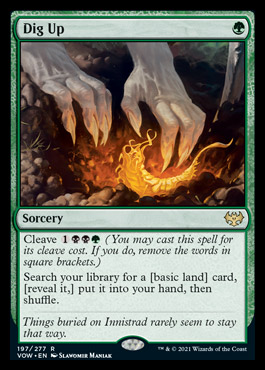 Dig Up
Sorcery
Cleave 1 (You may cast this spell for
its cleave cost. If you do, remove the words in
square brackets.)
Search your library for a [basic land] card,
[reveal it,] put it into your hand, then
shuffle.
Things buried on Innistrad rarely seem to stay
that way.
197/277 R
VOW • EN Slawomir Maniak
™ & © 2021 Wizards of the Coast